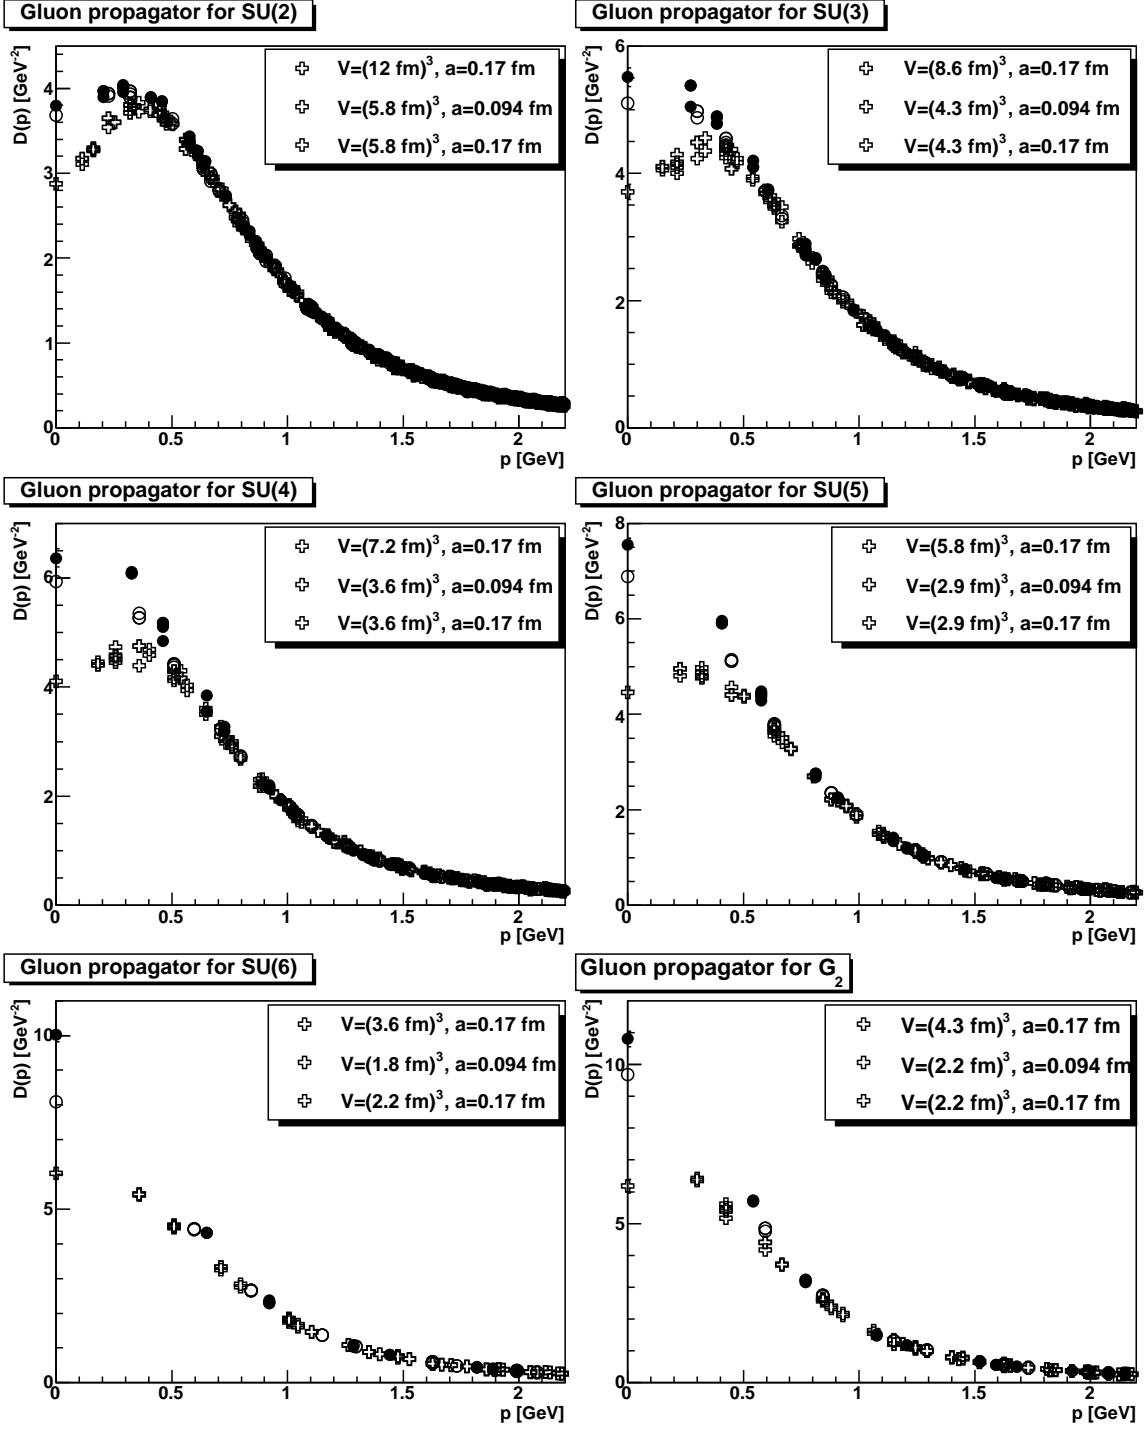 Gluon propagator for SU(2)
D(p) [GeV⁻²]
V=(12 fm)³, a=0.17 fm
V=(5.8 fm)³, a=0.094 fm
V=(5.8 fm)³, a=0.17 fm
4
3
2
1
0
0 0.5 1 1.5 2
p [GeV]
Gluon propagator for SU(3)
D(p) [GeV⁻²]
V=(8.6 fm)³, a=0.17 fm
V=(4.3 fm)³, a=0.094 fm
V=(4.3 fm)³, a=0.17 fm
6
4
2
0
0 0.5 1 1.5 2
p [GeV]
Gluon propagator for SU(4)
D(p) [GeV⁻²]
V=(7.2 fm)³, a=0.17 fm
V=(3.6 fm)³, a=0.094 fm
V=(3.6 fm)³, a=0.17 fm
6
4
2
0
0 0.5 1 1.5 2
p [GeV]
Gluon propagator for SU(5)
D(p) [GeV⁻²]
V=(5.8 fm)³, a=0.17 fm
V=(2.9 fm)³, a=0.094 fm
V=(2.9 fm)³, a=0.17 fm
8
6
4
2
0
0 0.5 1 1.5 2
p [GeV]
Gluon propagator for SU(6)
D(p) [GeV⁻²]
V=(3.6 fm)³, a=0.17 fm
V=(1.8 fm)³, a=0.094 fm
V=(2.2 fm)³, a=0.17 fm
10
5
0
0 0.5 1 1.5 2
p [GeV]
Gluon propagator for G₂
D(p) [GeV⁻²]
V=(4.3 fm)³, a=0.17 fm
V=(2.2 fm)³, a=0.094 fm
V=(2.2 fm)³, a=0.17 fm
10
5
0
0 0.5 1 1.5 2
p [GeV]